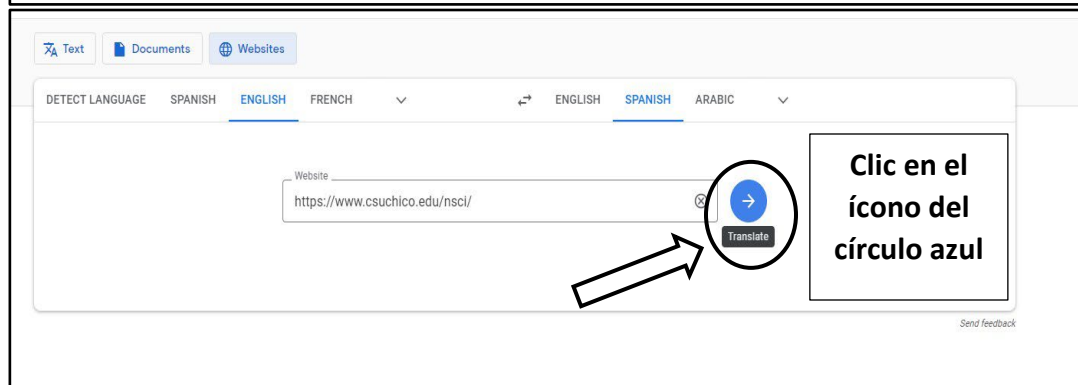 Text Documents Websites
DETECT LANGUAGE SPANISH ENGLISH FRENCH ENGLISH SPANISH ARABIC
Website
https://www.csuchico.edu/nsci/
Translate
Clic en el
ícono del
círculo azul
Send feedback